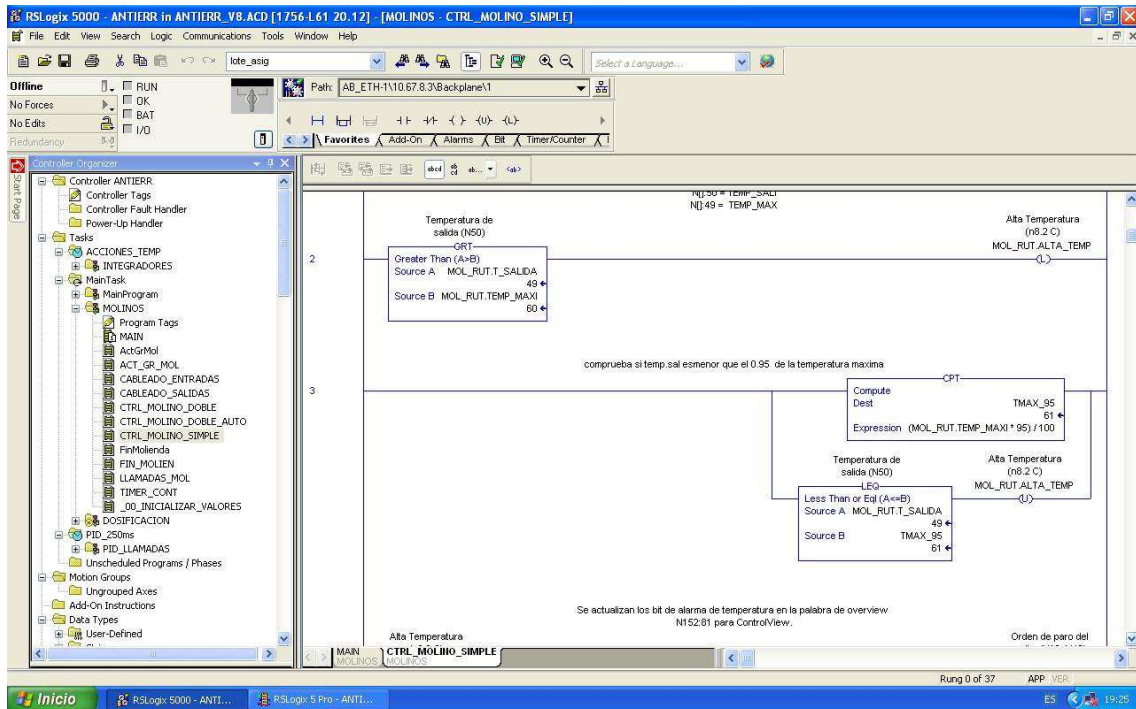 RSLogix 5000 - ANTIERR in ANTIERR_V8.ACD [1756-L61 20.12] - [MOLINOS - CTRL_MOLINO_SIMPLE]
File Edit View Search Logic Communications Tools Window Help
lote_asig
Select a Language...
Offline
RUN
No Forces
OK
No Edits
BAT
Redundancy
I/O
Path: AB_ETH-1\10.67.8.3\Backplane\1
Favorites Add-On Alarms Bit Timer/Counter
Start Page
Controller Organizer
Controller ANTIERR
Controller Tags
Controller Fault Handler
Power-Up Handler
Tasks
ACCIONES_TEMP
INTEGRADORES
MainTask
MainProgram
MOLINOS
Program Tags
MAIN
ActGrMol
ACT_GR_MOL
CABLEADO_ENTRADAS
CABLEADO_SALIDAS
CTRL_MOLINO_DOBLE
CTRL_MOLINO_DOBLE_AUTO
CTRL_MOLINO_SIMPLE
FinMolienda
FIN_MOLIEN
LLAMADAS_MOL
TIMER_CONT
_00_INICIALIZAR_VALORES
DOSIFICACION
PID_250ms
PID_LLAMADAS
Unscheduled Programs / Phases
Motion Groups
Ungrouped Axes
Add-On Instructions
Data Types
User-Defined
N[]:50 = TEMP_SALI
N[]:49 = TEMP_MAX
2
Temperatura de
salida (N50)
GRT
Greater Than (A>B)
Source A MOL_RUT.T_SALIDA
49
Source B MOL_RUT.TEMP_MAXI
60
Alta Temperatura
(n8.2 C)
MOL_RUT.ALTA_TEMP
(L)
comprueba si temp.sal esmenor que el 0.95 de la temperatura maxima
3
CPT
Compute
Dest TMAX_95
61
Expression (MOL_RUT.TEMP_MAXI * 95) / 100
Temperatura de
salida (N50)
LEQ
Less Than or Eql (A<=B)
Source A MOL_RUT.T_SALIDA
49
Source B TMAX_95
61
Alta Temperatura
(n8.2 C)
MOL_RUT.ALTA_TEMP
(U)
Se actualizan los bit de alarma de temperatura en la palabra de overview
N152:81 para ControlView.
Alta Temperatura
Orden de paro del
MAIN
MOLINOS
CTRL_MOLINO_SIMPLE
MOLINOS
Rung 0 of 37 APP VER
Inicio
RSLogix 5000 - ANTI...
RSLogix 5 Pro - ANTI...
ES
19:25